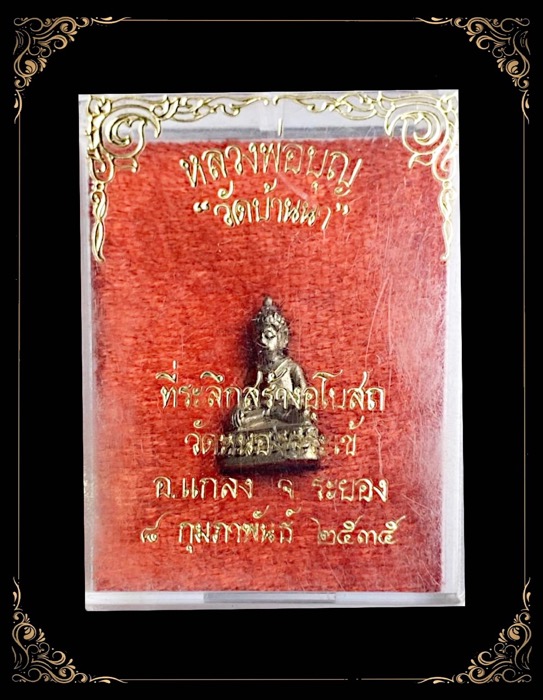 หลวงพ่อบุญ
“วัดบ้านนา”
ที่ระลึกสร้างอุโบสถ
อ.แกลง จ ระยอง
๘ กุมภาพันธ์ ๒๕๓๕